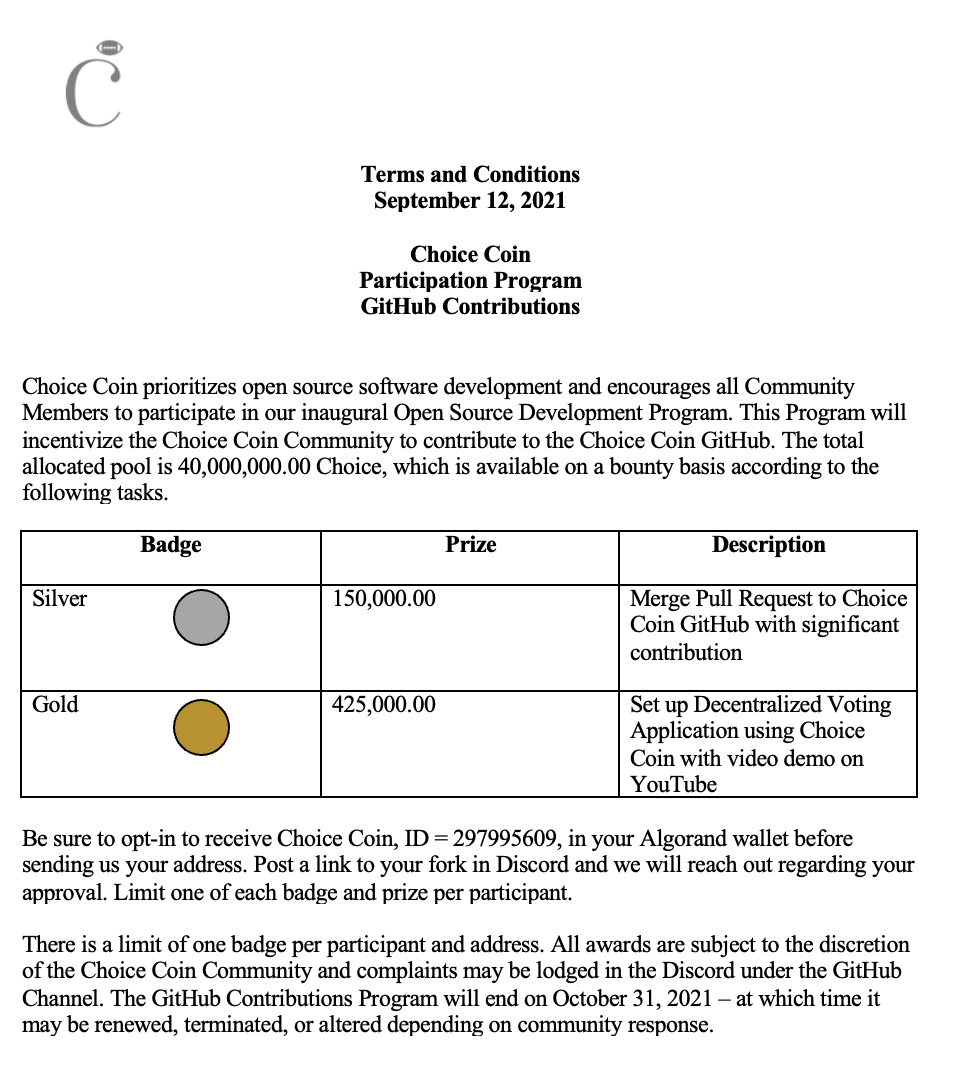 Terms and Conditions
September 12, 2021
Choice Coin
Participation Program
GitHub Contributions
Choice Coin prioritizes open source software development and encourages all Community
Members to participate in our inaugural Open Source Development Program. This Program will
incentivize the Choice Coin Community to contribute to the Choice Coin GitHub. The total
allocated pool is 40,000,000.00 Choice, which is available on a bounty basis according to the
following tasks.
Badge Prize Description
Silver 150,000.00 Merge Pull Request to Choice
Coin GitHub with significant
contribution
Gold 425,000.00 Set up Decentralized Voting
Application using Choice
Coin with video demo on
YouTube
Be sure to opt-in to receive Choice Coin, ID = 297995609, in your Algorand wallet before
sending us your address. Post a link to your fork in Discord and we will reach out regarding your
approval. Limit one of each badge and prize per participant.
There is a limit of one badge per participant and address. All awards are subject to the discretion
of the Choice Coin Community and complaints may be lodged in the Discord under the GitHub
Channel. The GitHub Contributions Program will end on October 31, 2021 – at which time it
may be renewed, terminated, or altered depending on community response.